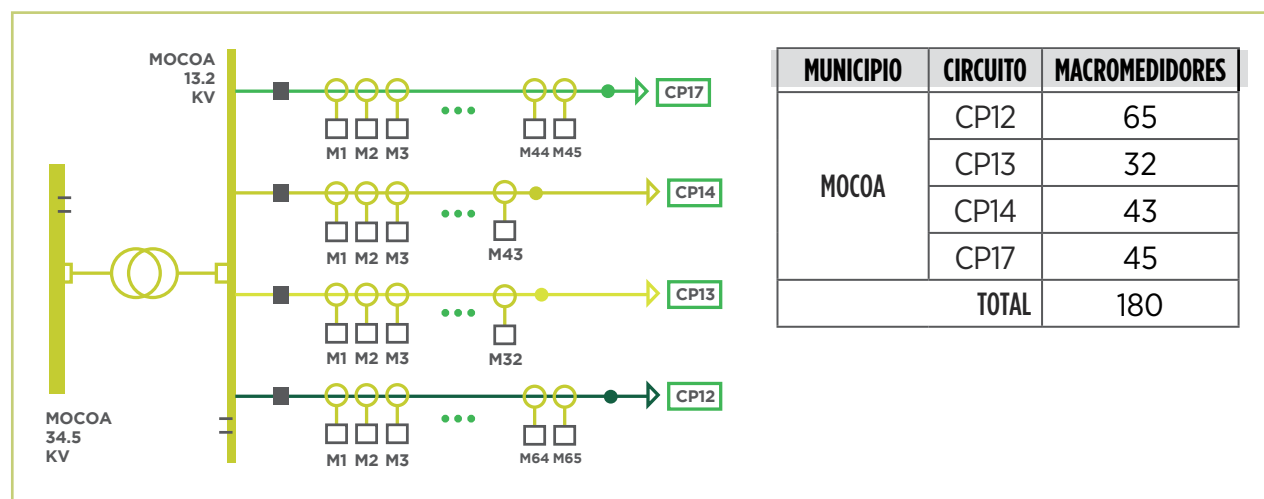 MOCOA
13.2
KV
CP17
M1 M2 M3 M44 M45
CP14
M1 M2 M3 M43
CP13
M1 M2 M3 M32
CP12
M1 M2 M3 M64 M65
MOCOA
34.5
KV
MUNICIPIO CIRCUITO MACROMEDIDORES
MOCOA
CP12 65
CP13 32
CP14 43
CP17 45
TOTAL 180